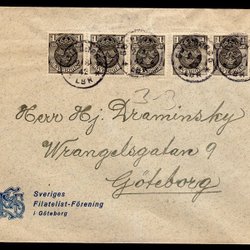 Herr Hj. Draminsky
Wrangelsgatan 9
Göteborg
Sveriges
Filatelist-Förening
i Göteborg